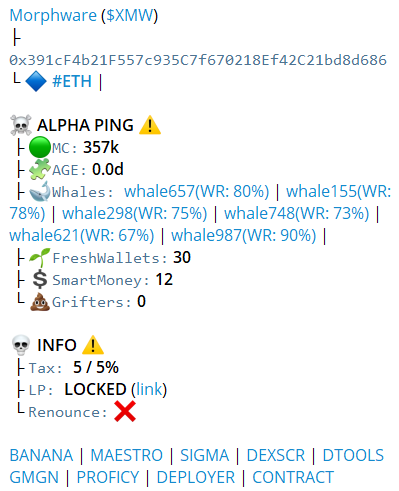 Morphware ($XMW)
├
0x391cF4b21F557c935C7f670218Ef42C21bd8d686
└ 🔷 #ETH |
☠️ ALPHA PING ⚠️
├ 🟢MC: 357k
├ 🧩AGE: 0.0d
├ 🐋Whales: whale657(WR: 80%) | whale155(WR:
78%) | whale298(WR: 75%) | whale748(WR: 73%) |
whale621(WR: 67%) | whale987(WR: 90%) |
├ 🌱FreshWallets: 30
├ 💲SmartMoney: 12
└ 💩Grifters: 0
💀 INFO ⚠️
├ Tax: 5 / 5%
├ LP: LOCKED (link)
└ Renounce: ❌
BANANA | MAESTRO | SIGMA | DEXSCR | DTOOLS
GMGN | PROFICY | DEPLOYER | CONTRACT